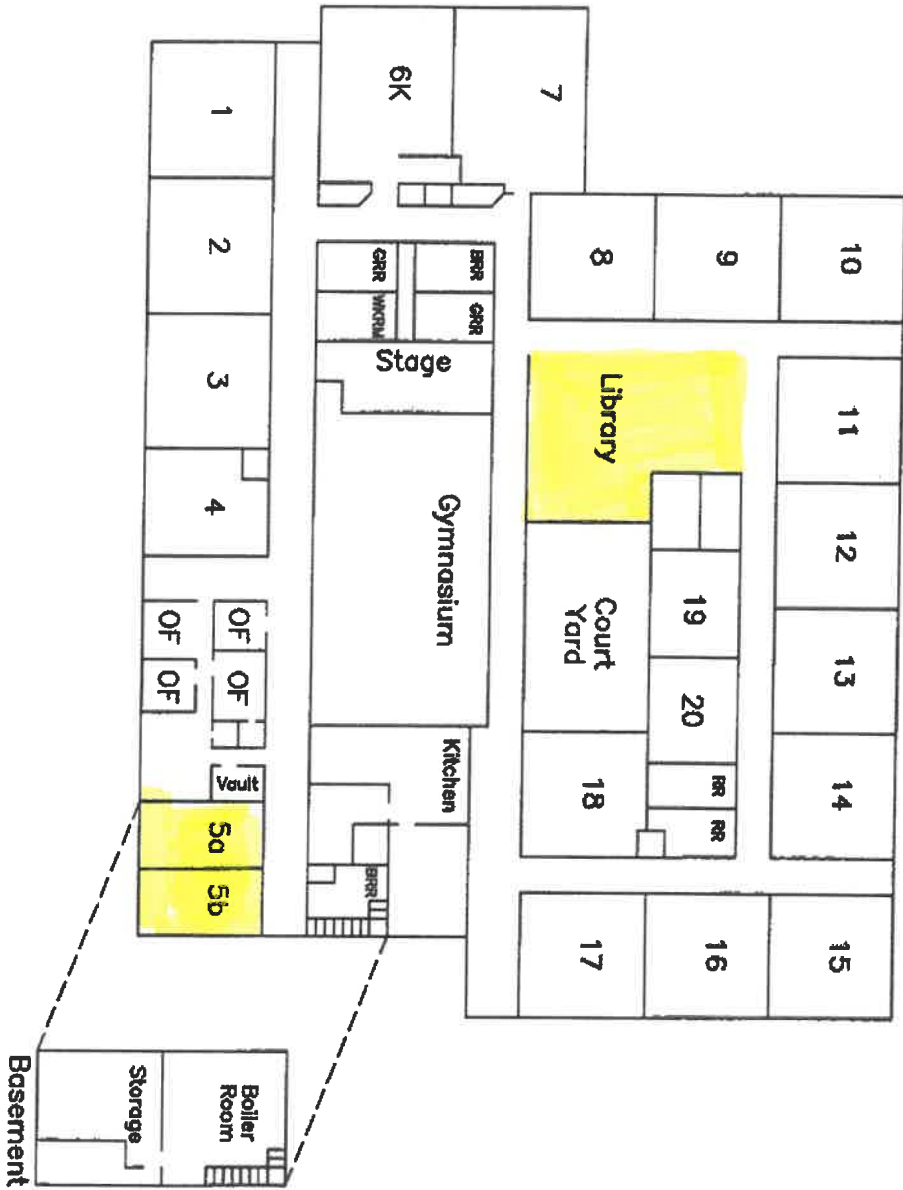 7
6K
1
10
9
8
BRR
GRR
2
GRR
WKRM
Stage
3
11
Library
12
4
Gymnasium
19
Court
Yard
13
OF
OF
OF
OF
20
14
Kitchen
18
RR
RR
Vault
5a
5b
BRR
15
16
17
Boiler
Room
Storage
Basement